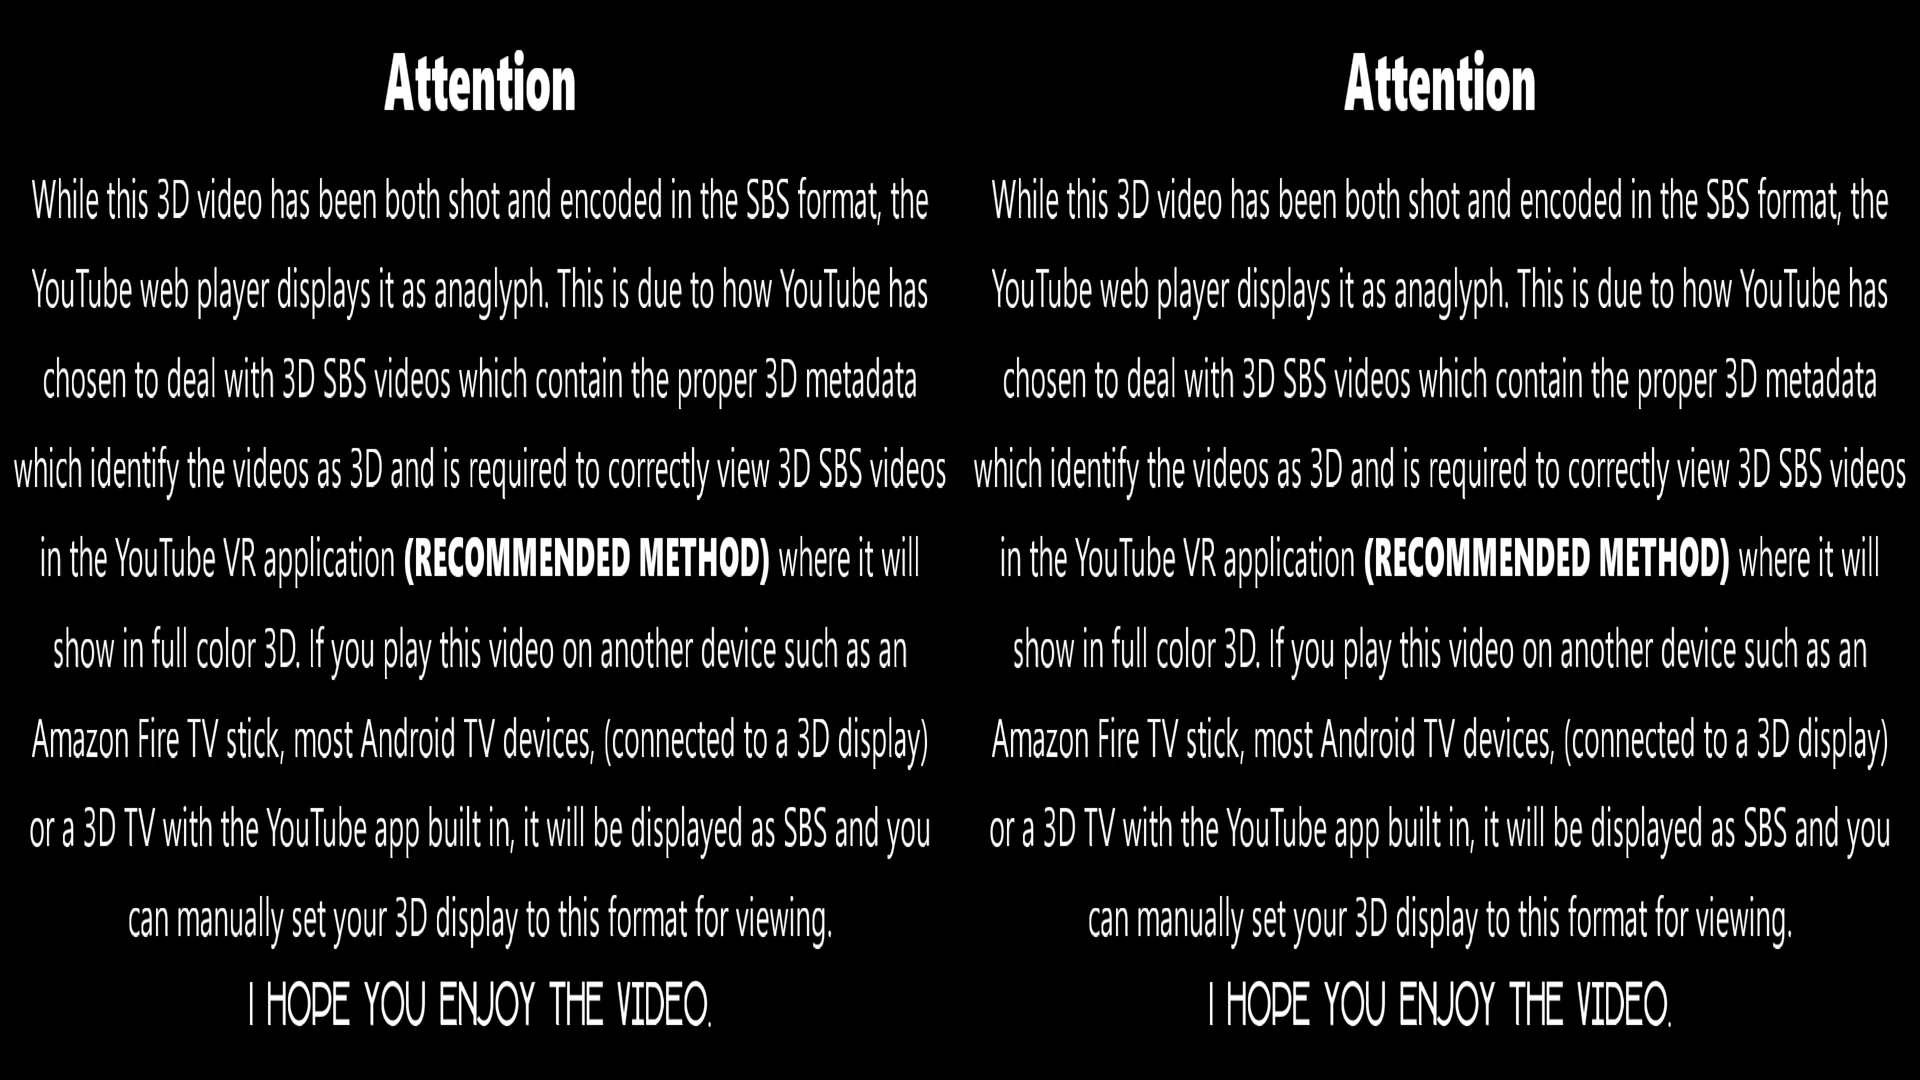 Attention
While this 3D video has been both shot and encoded in the SBS format, the
YouTube web player displays it as anaglyph. This is due to how YouTube has
chosen to deal with 3D SBS videos which contain the proper 3D metadata
which identify the videos as 3D and is required to correctly view 3D SBS videos
in the YouTube VR application (RECOMMENDED METHOD) where it will
show in full color 3D. If you play this video on another device such as an
Amazon Fire TV stick, most Android TV devices, (connected to a 3D display)
or a 3D TV with the YouTube app built in, it will be displayed as SBS and you
can manually set your 3D display to this format for viewing.
I HOPE YOU ENJOY THE VIDEO.
Attention
While this 3D video has been both shot and encoded in the SBS format, the
YouTube web player displays it as anaglyph. This is due to how YouTube has
chosen to deal with 3D SBS videos which contain the proper 3D metadata
which identify the videos as 3D and is required to correctly view 3D SBS videos
in the YouTube VR application (RECOMMENDED METHOD) where it will
show in full color 3D. If you play this video on another device such as an
Amazon Fire TV stick, most Android TV devices, (connected to a 3D display)
or a 3D TV with the YouTube app built in, it will be displayed as SBS and you
can manually set your 3D display to this format for viewing.
I HOPE YOU ENJOY THE VIDEO.